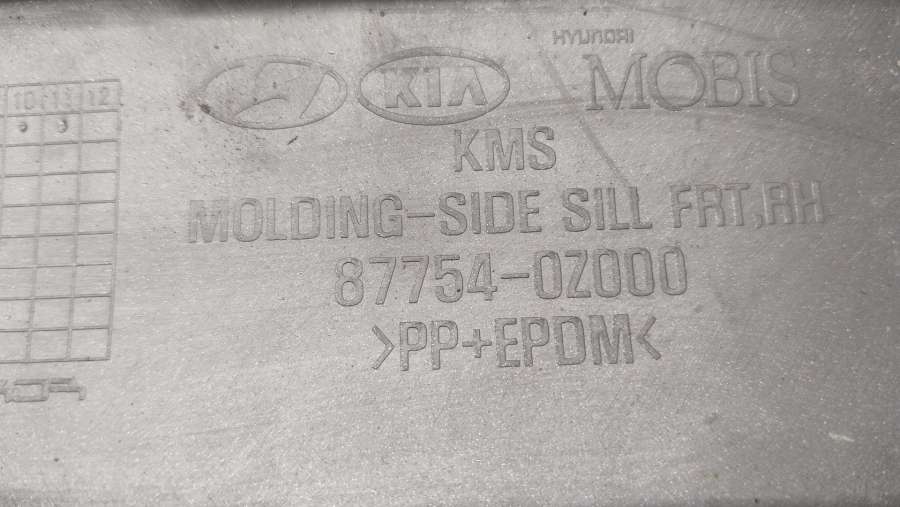 10 11 12
KIA
HYUNDAI
MOBIS
KMS
MOLDING-SIDE SILL FRT,RH
87754-0Z000
>PP+EPDM<